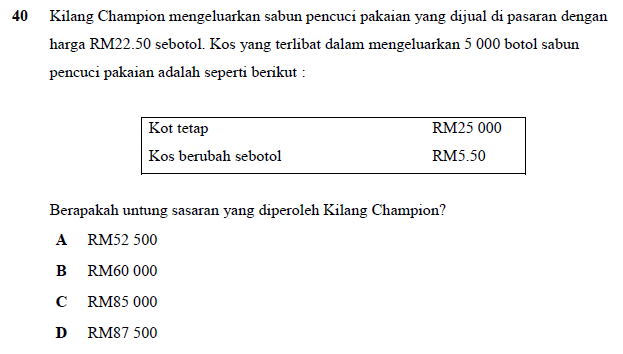 40 Kilang Champion mengeluarkan sabun pencuci pakaian yang dijual di pasaran dengan
harga RM22.50 sebotol. Kos yang terlibat dalam mengeluarkan 5 000 botol sabun
pencuci pakaian adalah seperti berikut :
Kot tetap RM25 000
Kos berubah sebotol RM5.50
Berapakah untung sasaran yang diperoleh Kilang Champion?
A RM52 500
B RM60 000
C RM85 000
D RM87 500